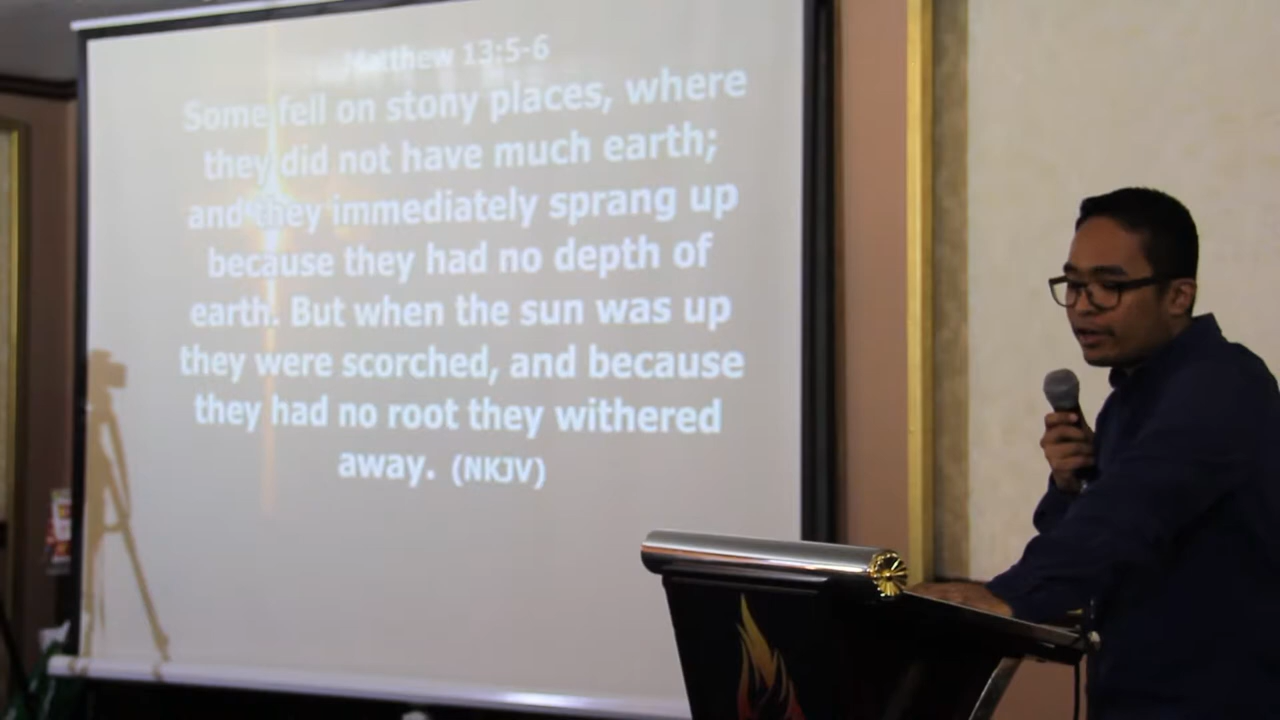 Matthew 13:5-6
Some fell on stony places, where
they did not have much earth;
and they immediately sprang up
because they had no depth of
earth. But when the sun was up
they were scorched, and because
they had no root they withered
away. (NKJV)